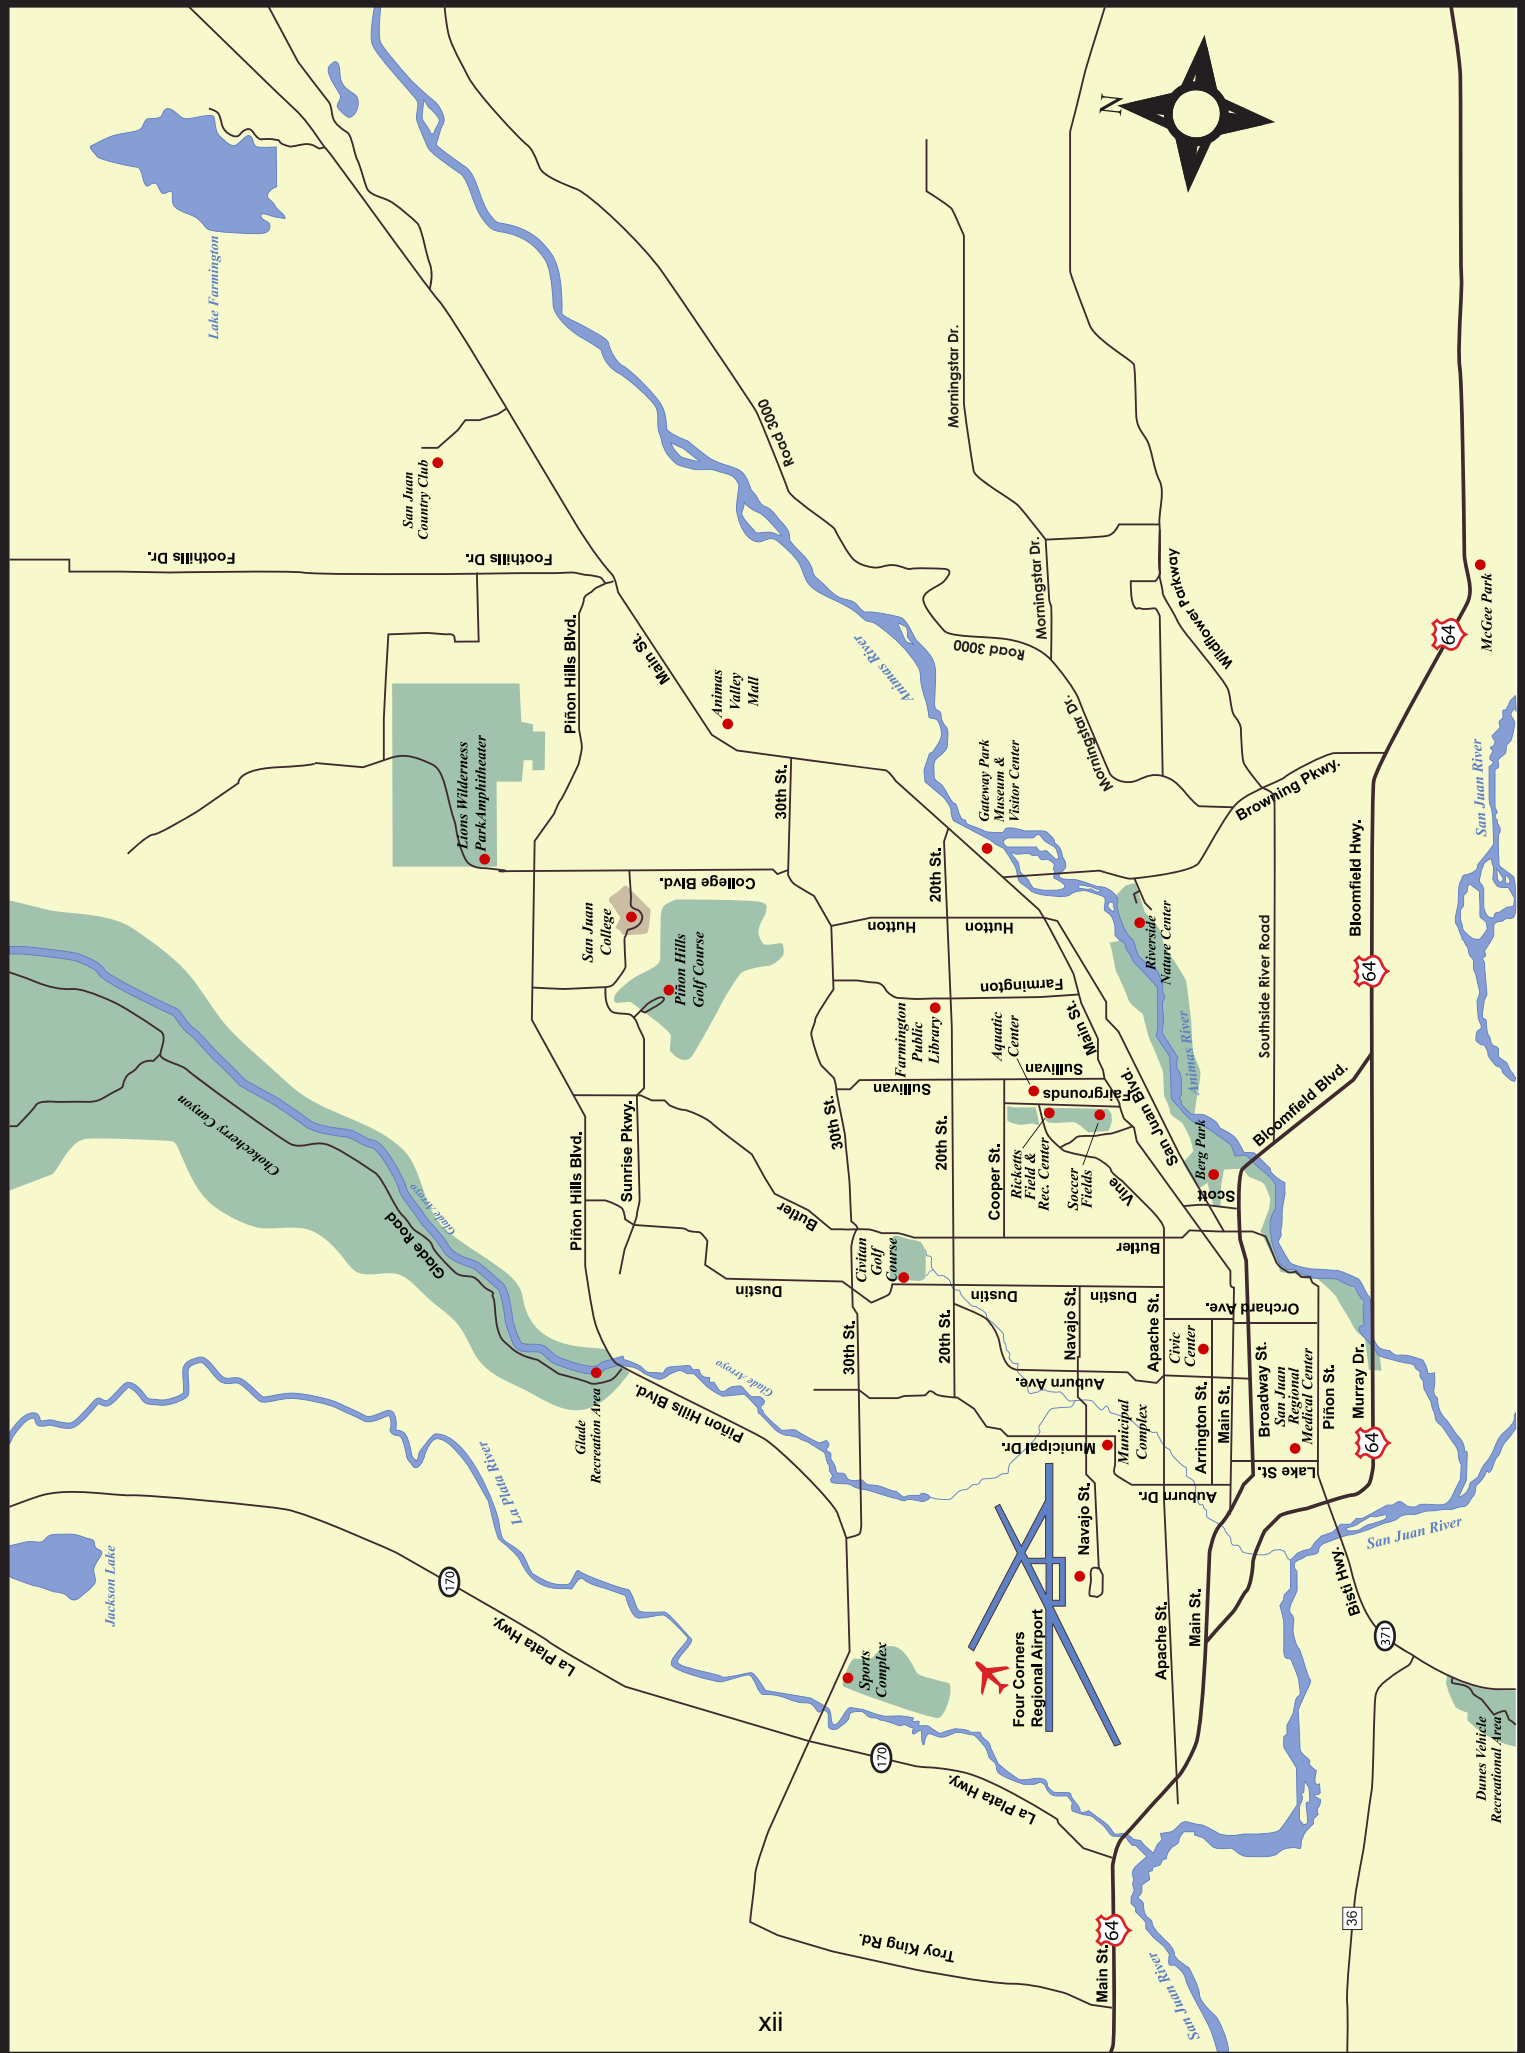 N
Lake Farmington
San Juan
Country Club
Foothills Dr.
Foothills Dr.
Piñon Hills Blvd.
Main St.
Animas
Valley
Mall
Road 3000
Morningstar Dr.
Morningstar Dr.
Road 3000
Morningstar Dr.
Wildflower Parkway
64
McGee Park
San Juan River
Animas River
Lions Wilderness
ParkAmphitheater
30th St.
Gateway Park
Museum &
Visitor Center
Browning Pkwy.
College Blvd.
20th St.
San Juan
College
Piñon Hills
Golf Course
Hutton
Hutton
Riverside
Nature Center
Southside River Road
Bloomfield Hwy.
64
Farmington
Farmington
Public
Library
Aquatic
Center
Main St.
Sullivan
Sullivan
Fairgrounds
Animas River
San Juan Blvd.
Bloomfield Blvd.
Chokecherry Canyon
Glade Arroyo
Glade Road
Piñon Hills Blvd.
Sunrise Pkwy.
30th St.
20th St.
Cooper St.
Ricketts
Field &
Rec. Center
Soccer
Fields
Vine
Berg Park
Scott
Butler
Butler
Civitan
Golf
Course
Dustin
Dustin
Dustin
Navajo St.
Apache St.
Orchard Ave.
Civic
Center
Glade Arroyo
30th St.
20th St.
Auburn Ave.
Arrington St.
Main St.
Broadway St.
San Juan
Regional
Medical Center
Piñon St.
Murray Dr.
64
Glade
Recreation Area
Piñon Hills Blvd.
Municipal Dr.
Municipal
Complex
Lake St.
Auburn Dr.
Navajo St.
San Juan River
Bisti Hwy.
371
La Plata River
Jackson Lake
170
La Plata Hwy.
Sports
Complex
Four Corners
Regional Airport
Apache St.
Main St.
Dunes Vehicle
Recreational Area
170
La Plata Hwy.
Troy King Rd.
64
Main St.
San Juan River
36
xii